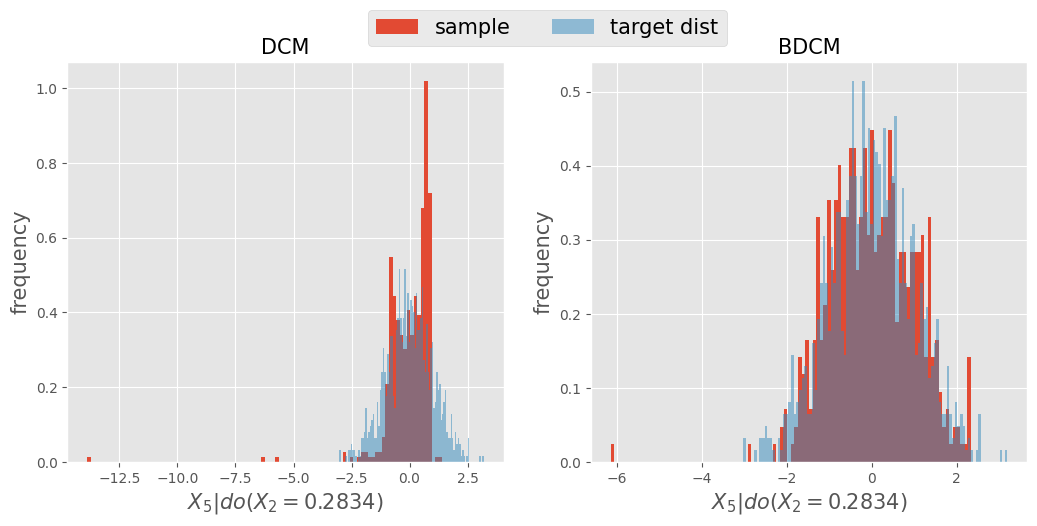 sample target dist
DCM
BDCM
frequency
1.0
0.8
0.6
0.4
0.2
0.0
−12.5 −10.0 −7.5 −5.0 −2.5 0.0 2.5
X₅|do(X₂ = 0.2834)
frequency
0.5
0.4
0.3
0.2
0.1
0.0
−6 −4 −2 0 2
X₅|do(X₂ = 0.2834)